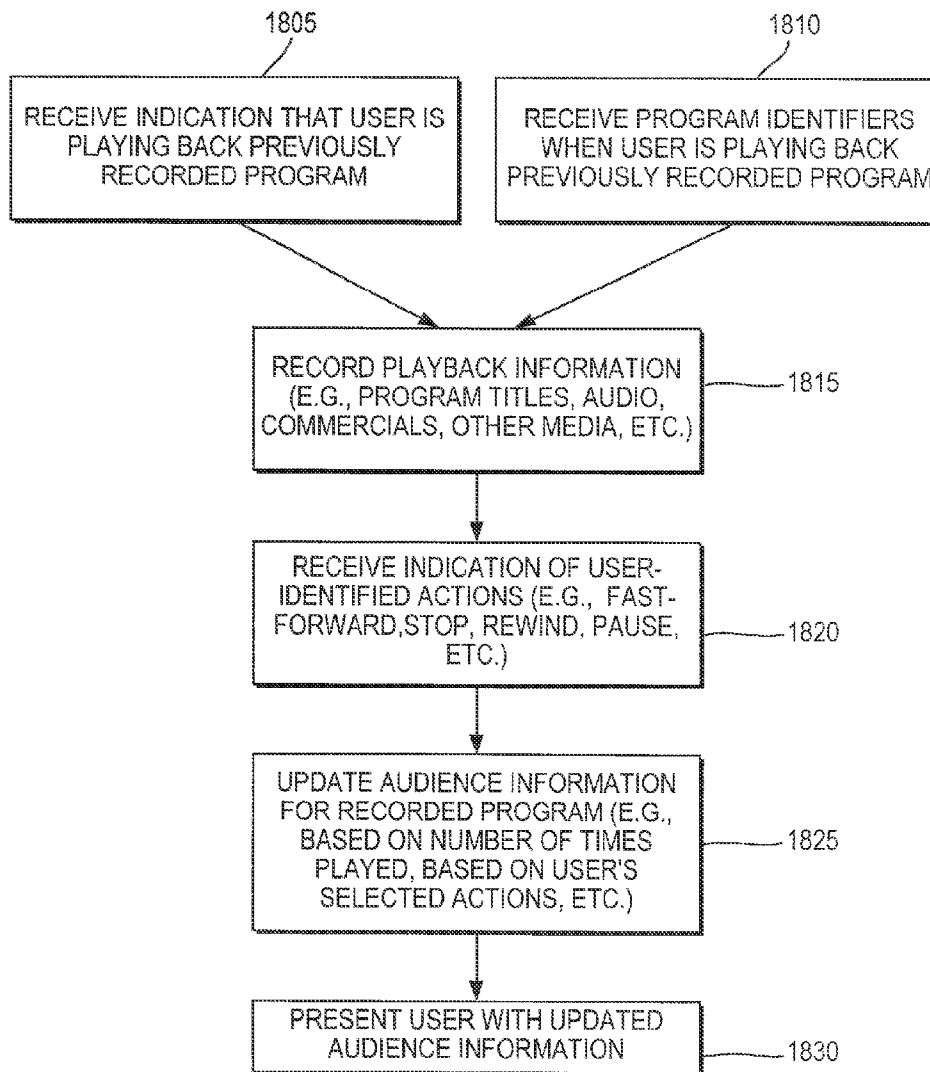 1805
1810
RECEIVE INDICATION THAT USER IS
PLAYING BACK PREVIOUSLY
RECORDED PROGRAM
RECEIVE PROGRAM IDENTIFIERS
WHEN USER IS PLAYING BACK
PREVIOUSLY RECORDED PROGRAM
RECORD PLAYBACK INFORMATION
(E.G., PROGRAM TITLES, AUDIO,
COMMERCIALS, OTHER MEDIA, ETC.)
1815
RECEIVE INDICATION OF USER-
IDENTIFIED ACTIONS (E.G., FAST-
FORWARD,STOP, REWIND, PAUSE,
ETC.)
1820
UPDATE AUDIENCE INFORMATION
FOR RECORDED PROGRAM (E.G.,
BASED ON NUMBER OF TIMES
PLAYED, BASED ON USER'S
SELECTED ACTIONS, ETC.)
1825
PRESENT USER WITH UPDATED
AUDIENCE INFORMATION
1830